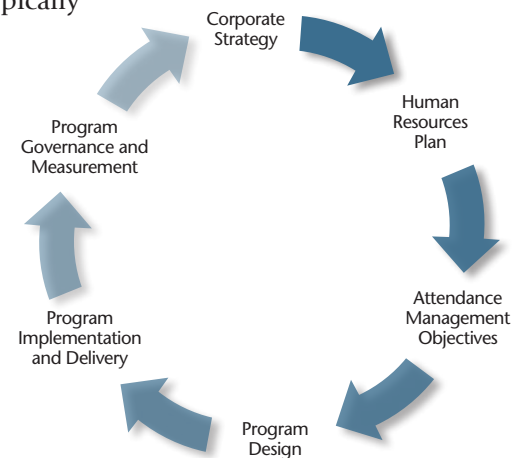 Corporate
Strategy
Human
Resources
Plan
Attendance
Management
Objectives
Program
Design
Program
Implementation
and Delivery
Program
Governance and
Measurement